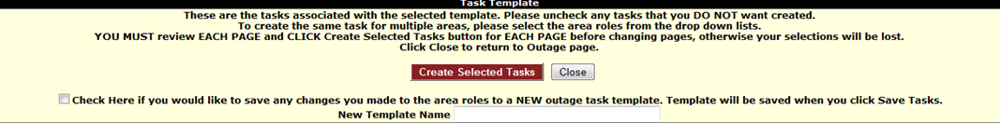 Task Template
These are the tasks associated with the selected template. Please uncheck any tasks that you DO NOT want created.
To create the same task for multiple areas, please select the area roles from the drop down lists.
YOU MUST review EACH PAGE and CLICK Create Selected Tasks button for EACH PAGE before changing pages, otherwise your selections will be lost.
Click Close to return to Outage page.
Create Selected Tasks Close
Check Here if you would like to save any changes you made to the area roles to a NEW outage task template. Template will be saved when you click Save Tasks.
New Template Name